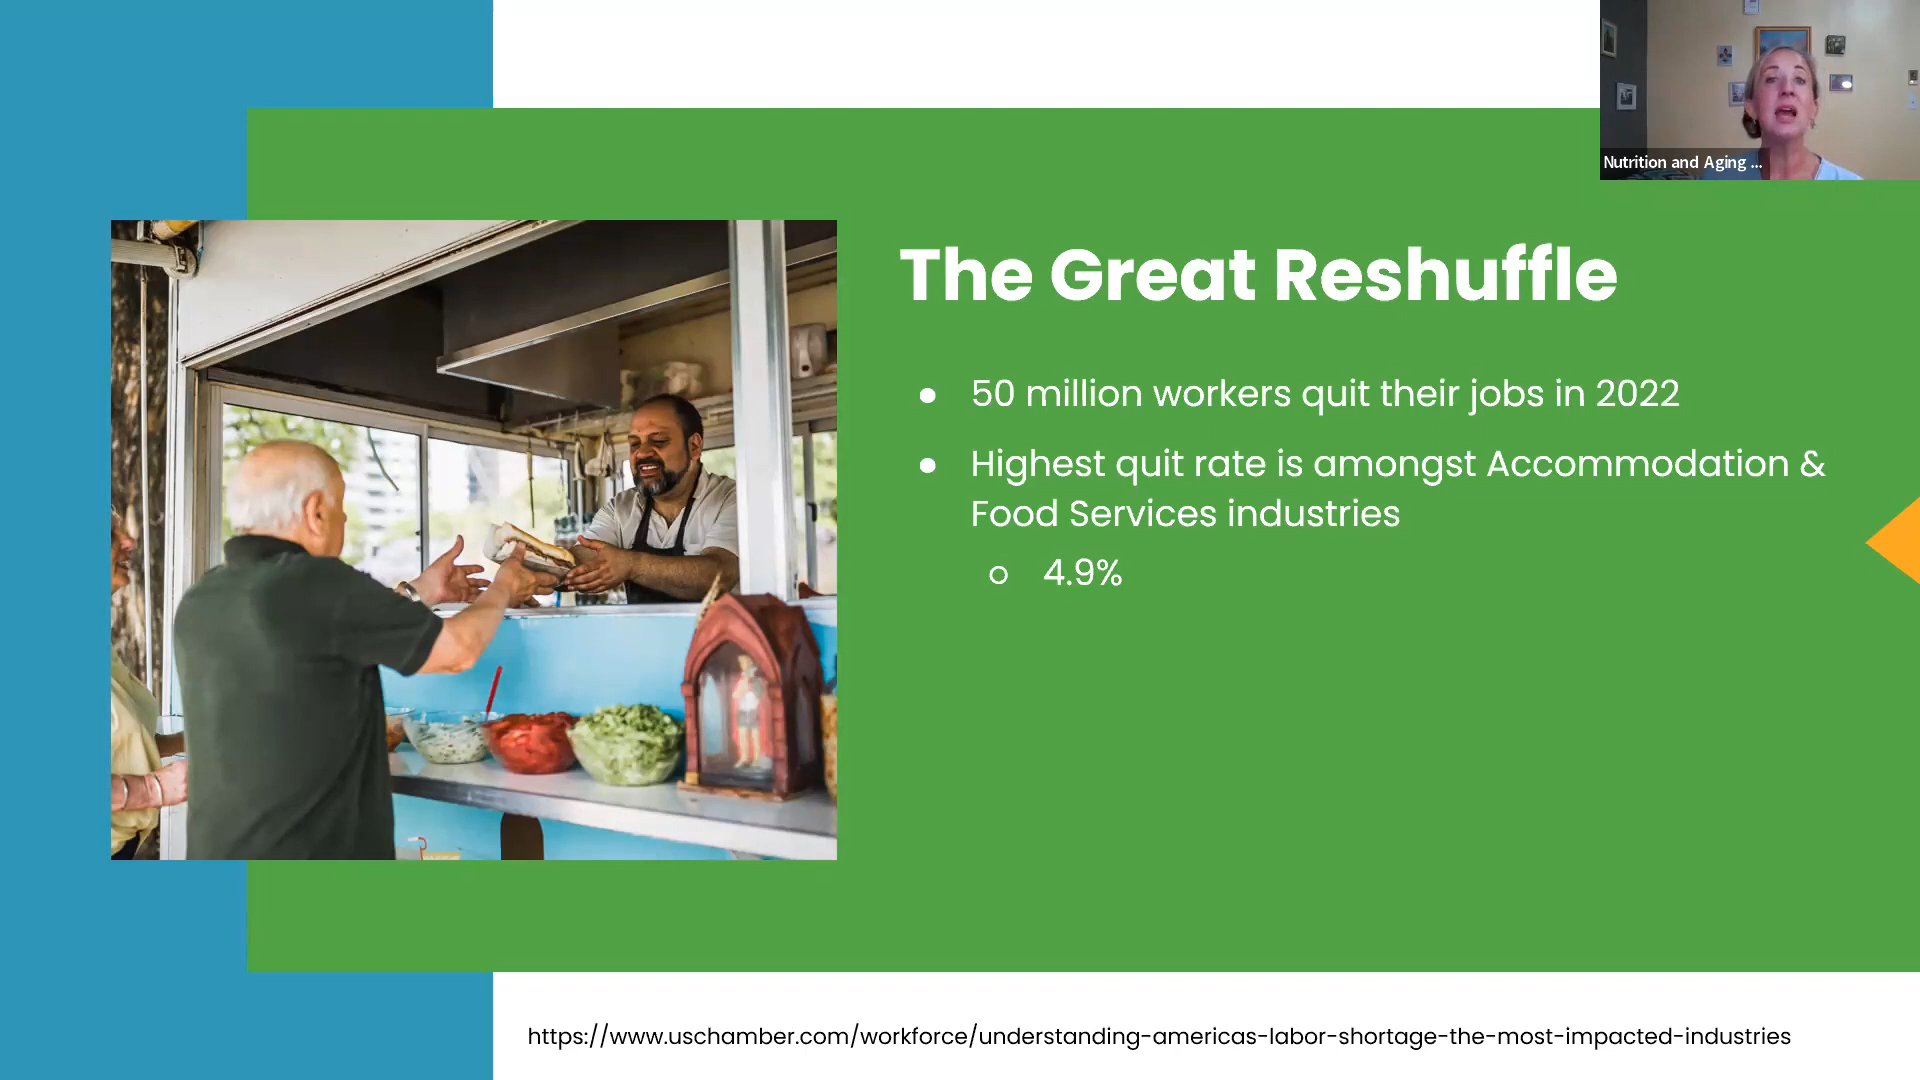 Nutrition and Aging ...
The Great Reshuffle
● 50 million workers quit their jobs in 2022
● Highest quit rate is amongst Accommodation &
Food Services industries
○ 4.9%
https://www.uschamber.com/workforce/understanding-americas-labor-shortage-the-most-impacted-industries